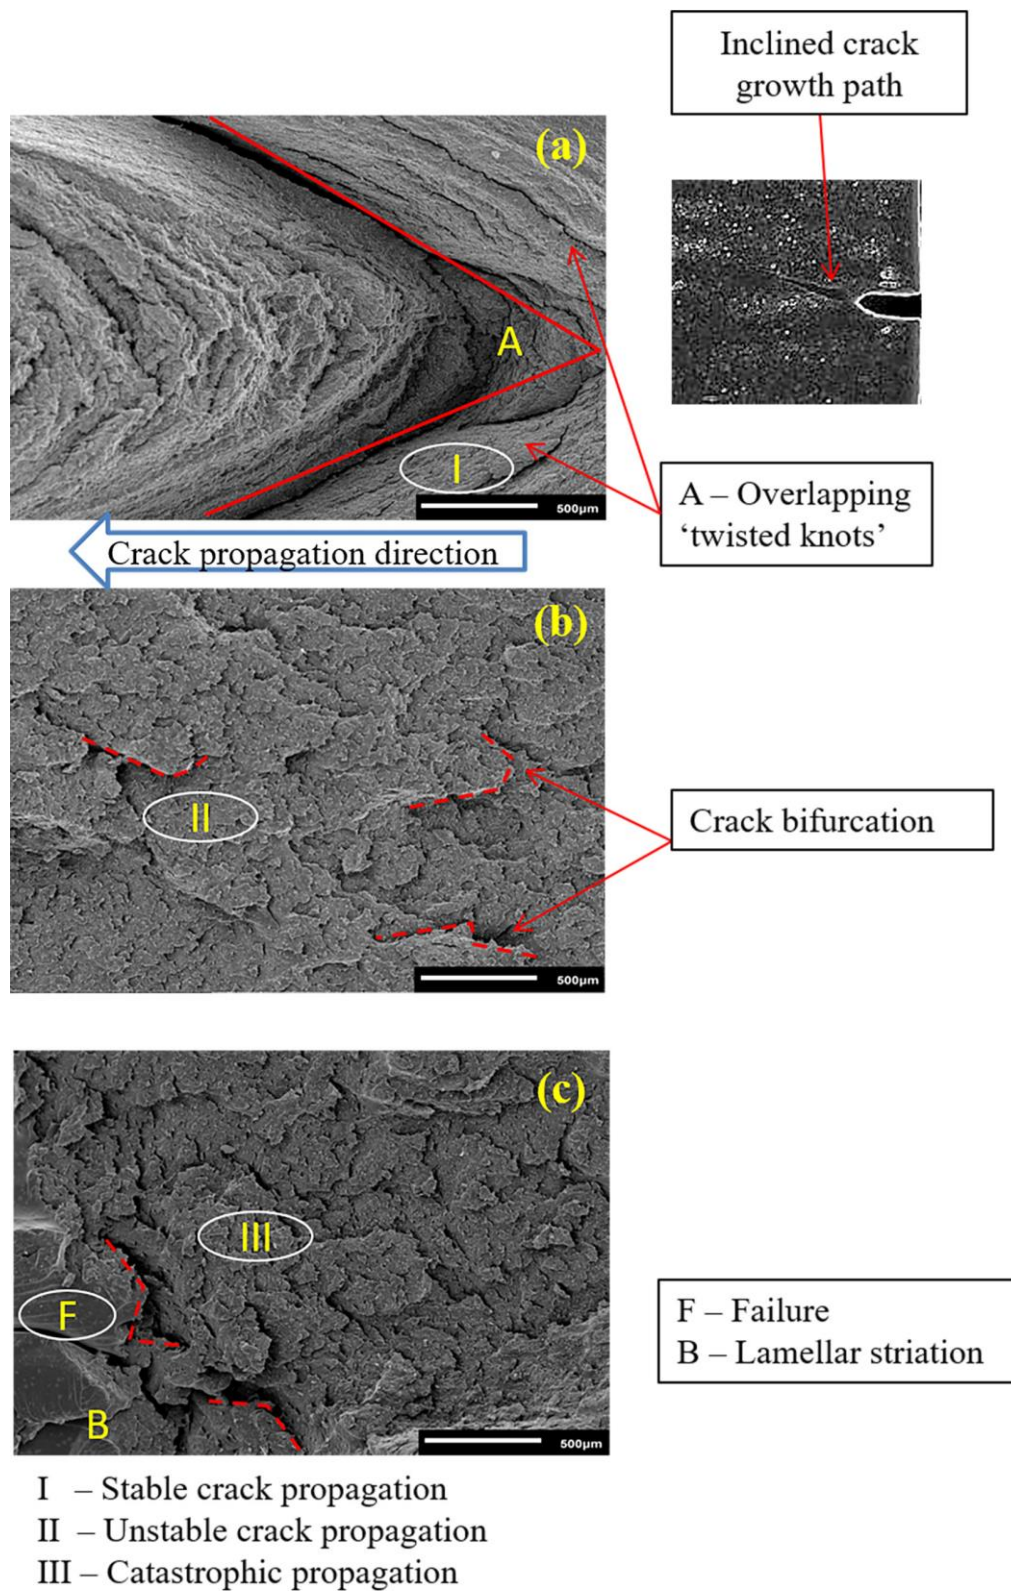 Inclined crack
growth path
(a)
A
I
500µm
A – Overlapping
‘twisted knots’
Crack propagation direction
(b)
II
Crack bifurcation
500µm
(c)
III
F
B
500µm
F – Failure
B – Lamellar striation
I – Stable crack propagation
II – Unstable crack propagation
III – Catastrophic propagation